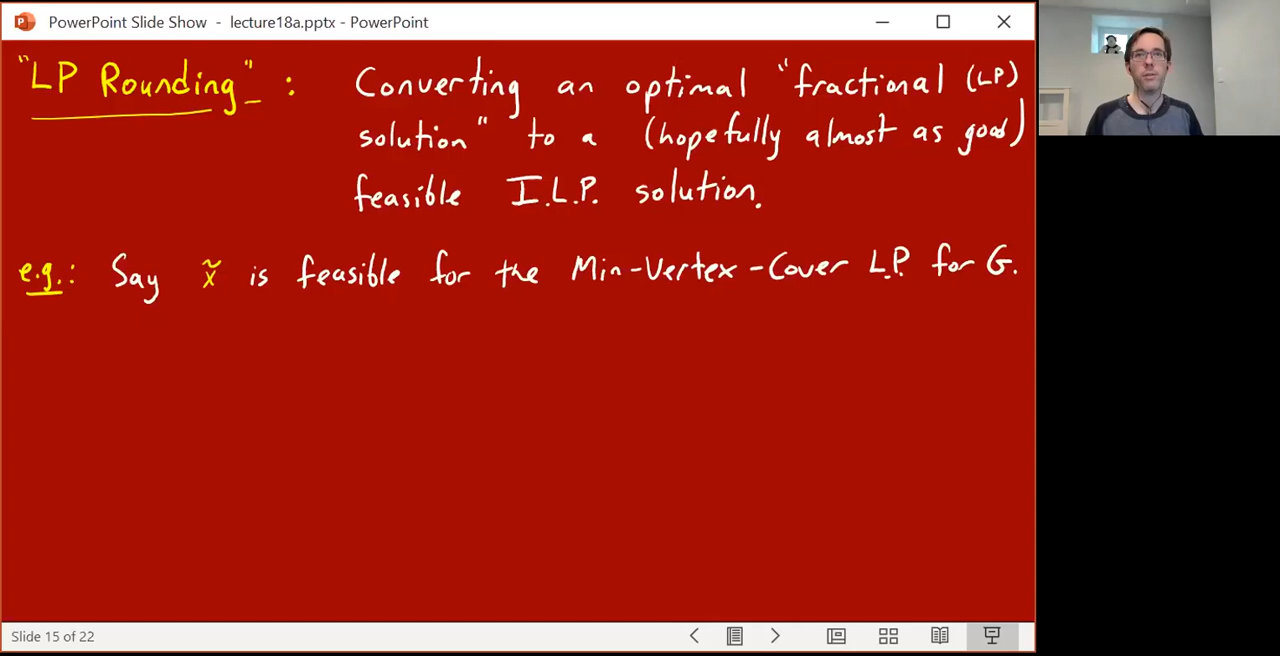 PowerPoint Slide Show - lecture18a.pptx - PowerPoint
"LP Rounding" : Converting an optimal "fractional (LP)
solution" to a (hopefully almost as good)
feasible I.L.P. solution.
e.g.: Say x̃ is feasible for the Min-Vertex-Cover L.P. for G.
Slide 15 of 22